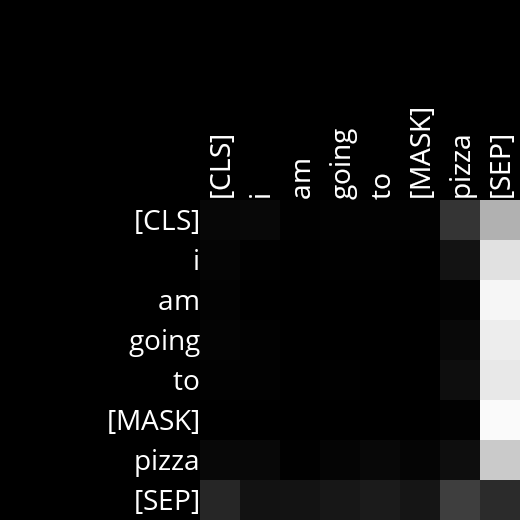 [CLS] i am going to [MASK] pizza [SEP]
[CLS]
i
am
going
to
[MASK]
pizza
[SEP]